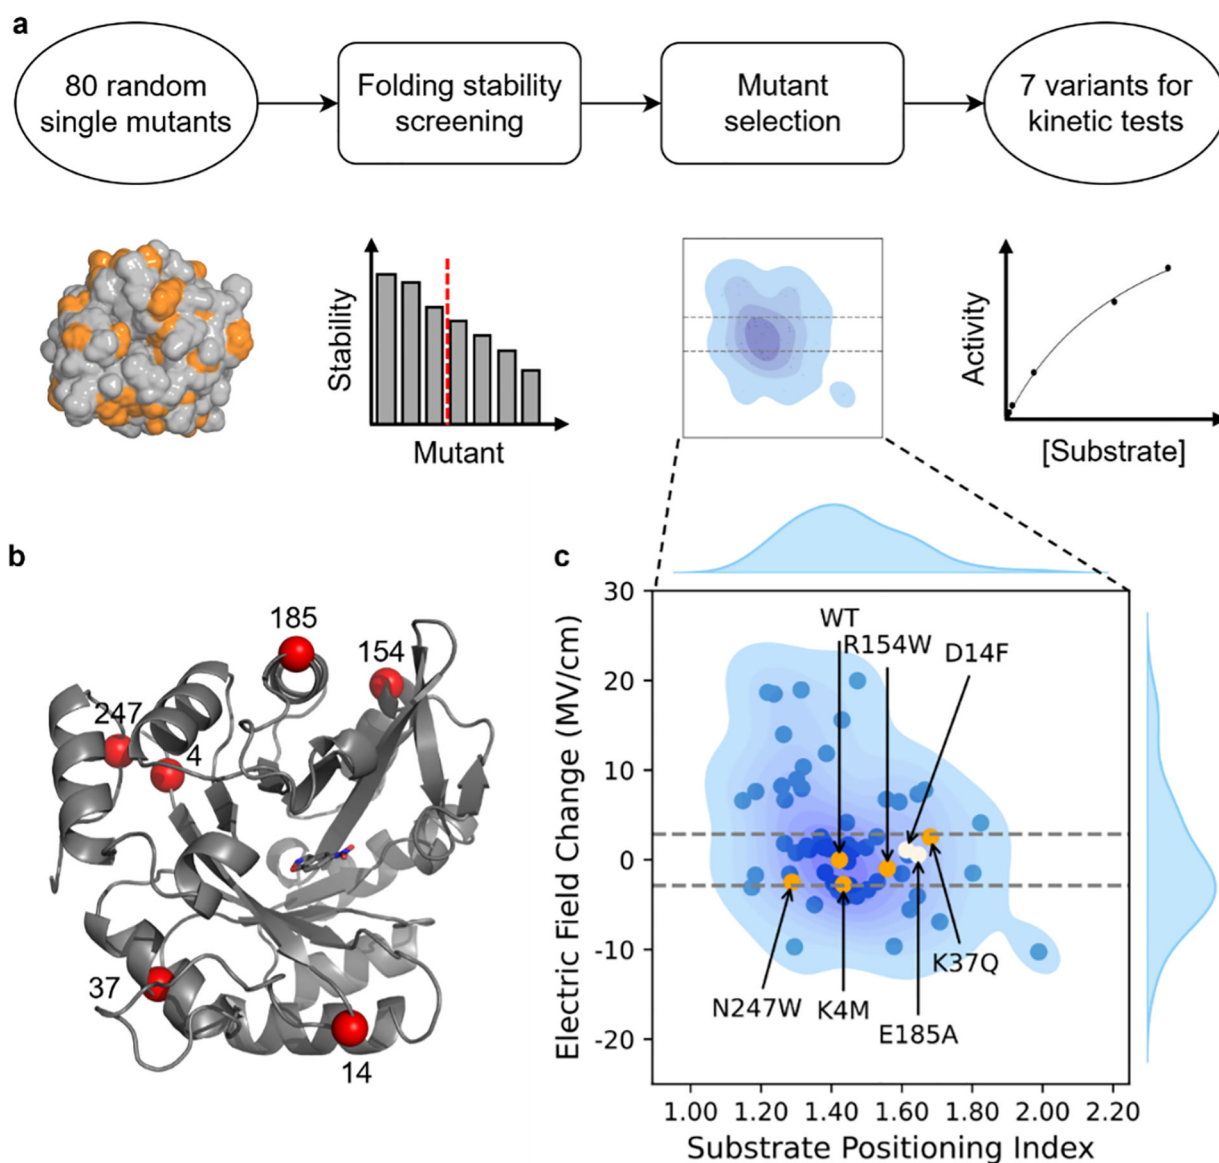 a
80 random
single mutants
Folding stability
screening
Mutant
selection
7 variants for
kinetic tests
Stability
Mutant
Activity
[Substrate]
b
185
154
247
4
37
14
c
Electric Field Change (MV/cm)
30
20
10
0
-10
-20
WT
R154W
D14F
N247W
K4M
E185A
K37Q
1.00 1.20 1.40 1.60 1.80 2.00 2.20
Substrate Positioning Index